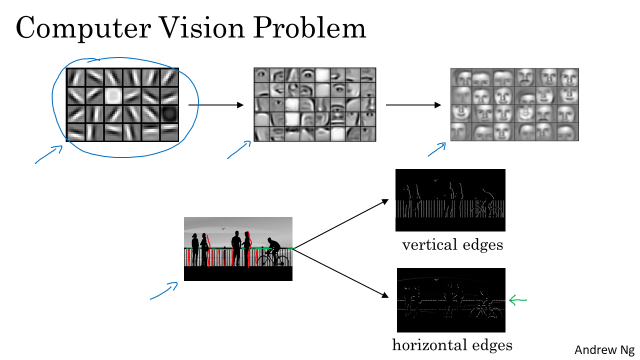 Computer Vision Problem
vertical edges
horizontal edges
Andrew Ng